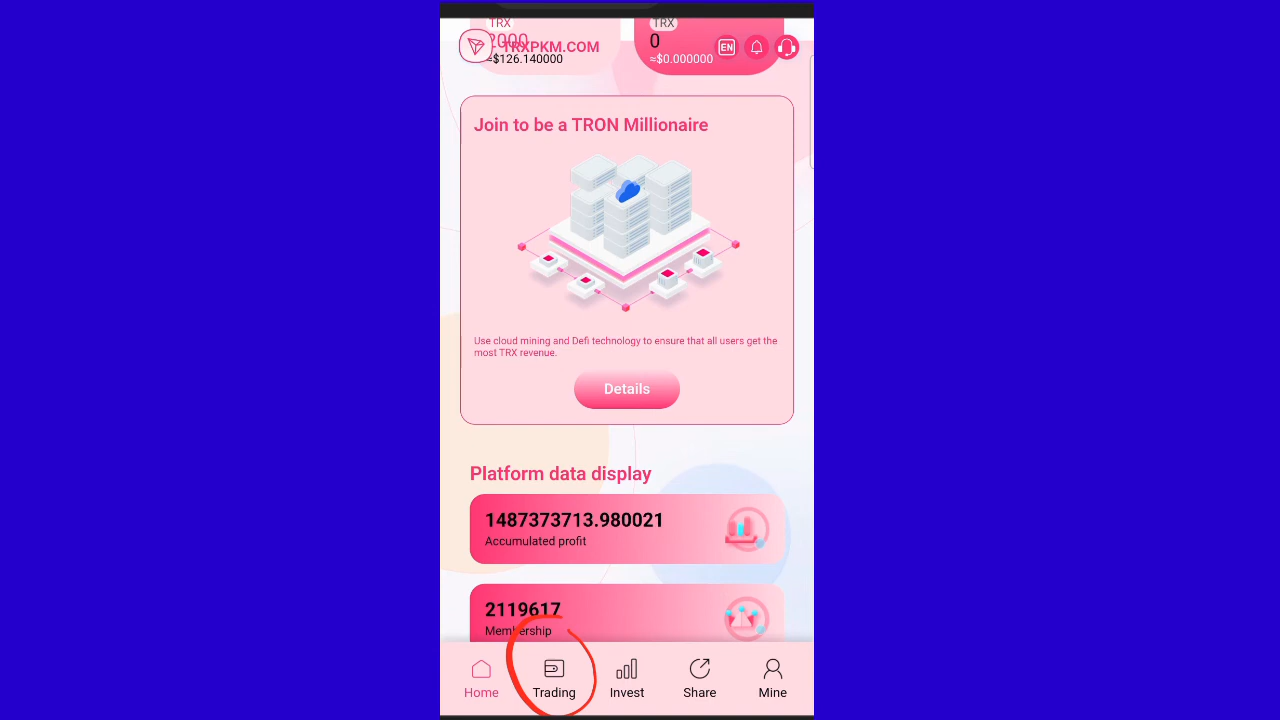 TRX
TRX
2000
TRXPKM.COM
0
EN
≈$126.140000
≈$0.000000
Join to be a TRON Millionaire
Use cloud mining and Defi technology to ensure that all users get the
most TRX revenue.
Details
Platform data display
1487373713.980021
Accumulated profit
2119617
Membership
Home
Trading
Invest
Share
Mine